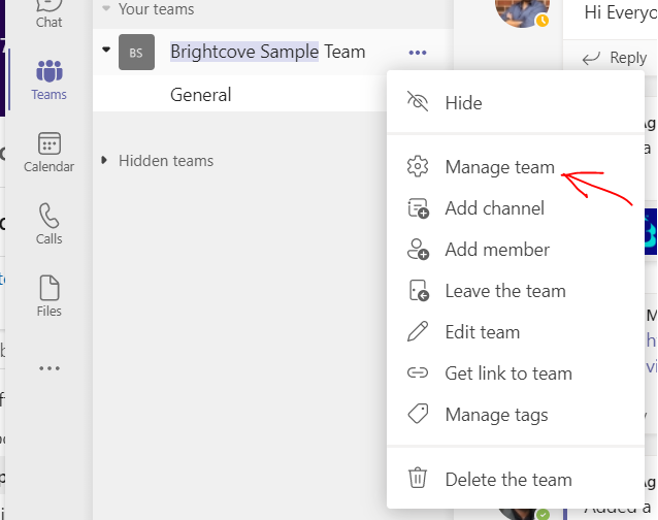 Chat
Teams
Calendar
Calls
Files
Your teams
BS
Brightcove Sample Team
General
Hidden teams
Hide
Manage team
Add channel
Add member
Leave the team
Edit team
Get link to team
Manage tags
Delete the team
Hi Everyo
Reply
Added a